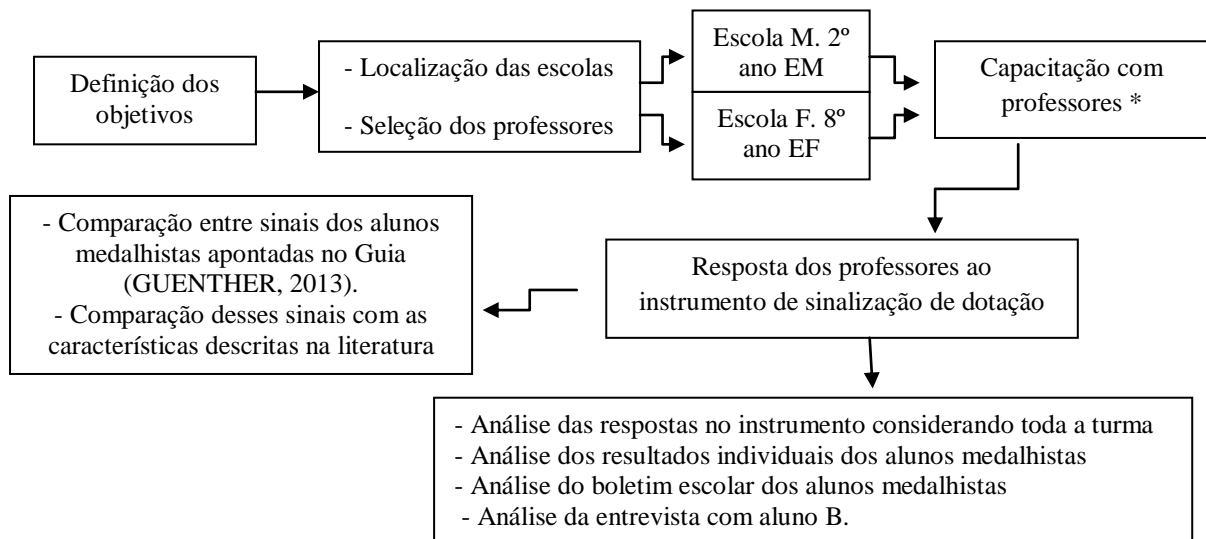 Definição dos
objetivos
- Localização das escolas
- Seleção dos professores
Escola M. 2º
ano EM
Escola F. 8º
ano EF
Capacitação com
professores *
- Comparação entre sinais dos alunos
medalhistas apontadas no Guia
(GUENTHER, 2013).
- Comparação desses sinais com as
características descritas na literatura
Resposta dos professores ao
instrumento de sinalização de dotação
- Análise das respostas no instrumento considerando toda a turma
- Análise dos resultados individuais dos alunos medalhistas
- Análise do boletim escolar dos alunos medalhistas
- Análise da entrevista com aluno B.